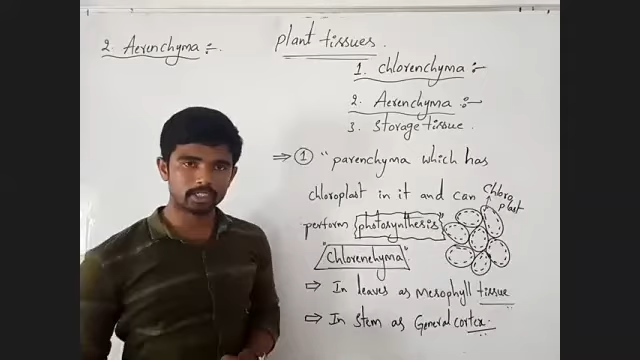 2. Aerenchyma :-
plant tissues
1. chlorenchyma :-
2. Aerenchyma :-
3. storage tissue.
⇒ ① "parenchyma which has
chloroplast in it and can
perform photosynthesis"
"Chlorenchyma"
chloro
plast
⇨ In leaves as Mesophyll tissue
⇨ In stem as General cortex.